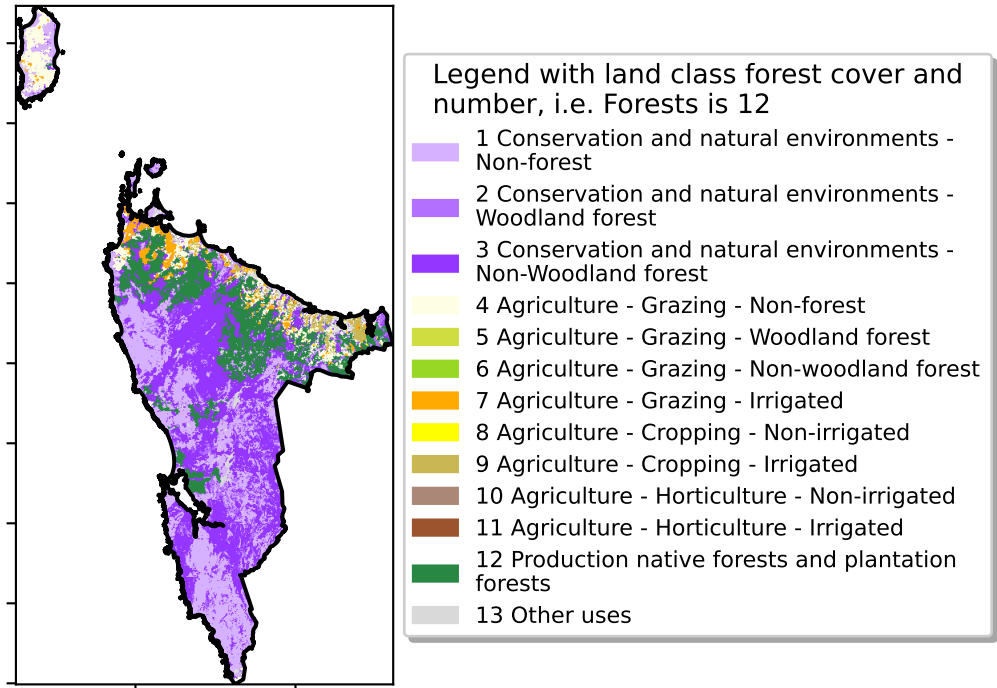 Legend with land class forest cover and
number, i.e. Forests is 12
1 Conservation and natural environments -
Non-forest
2 Conservation and natural environments -
Woodland forest
3 Conservation and natural environments -
Non-Woodland forest
4 Agriculture - Grazing - Non-forest
5 Agriculture - Grazing - Woodland forest
6 Agriculture - Grazing - Non-woodland forest
7 Agriculture - Grazing - Irrigated
8 Agriculture - Cropping - Non-irrigated
9 Agriculture - Cropping - Irrigated
10 Agriculture - Horticulture - Non-irrigated
11 Agriculture - Horticulture - Irrigated
12 Production native forests and plantation
forests
13 Other uses